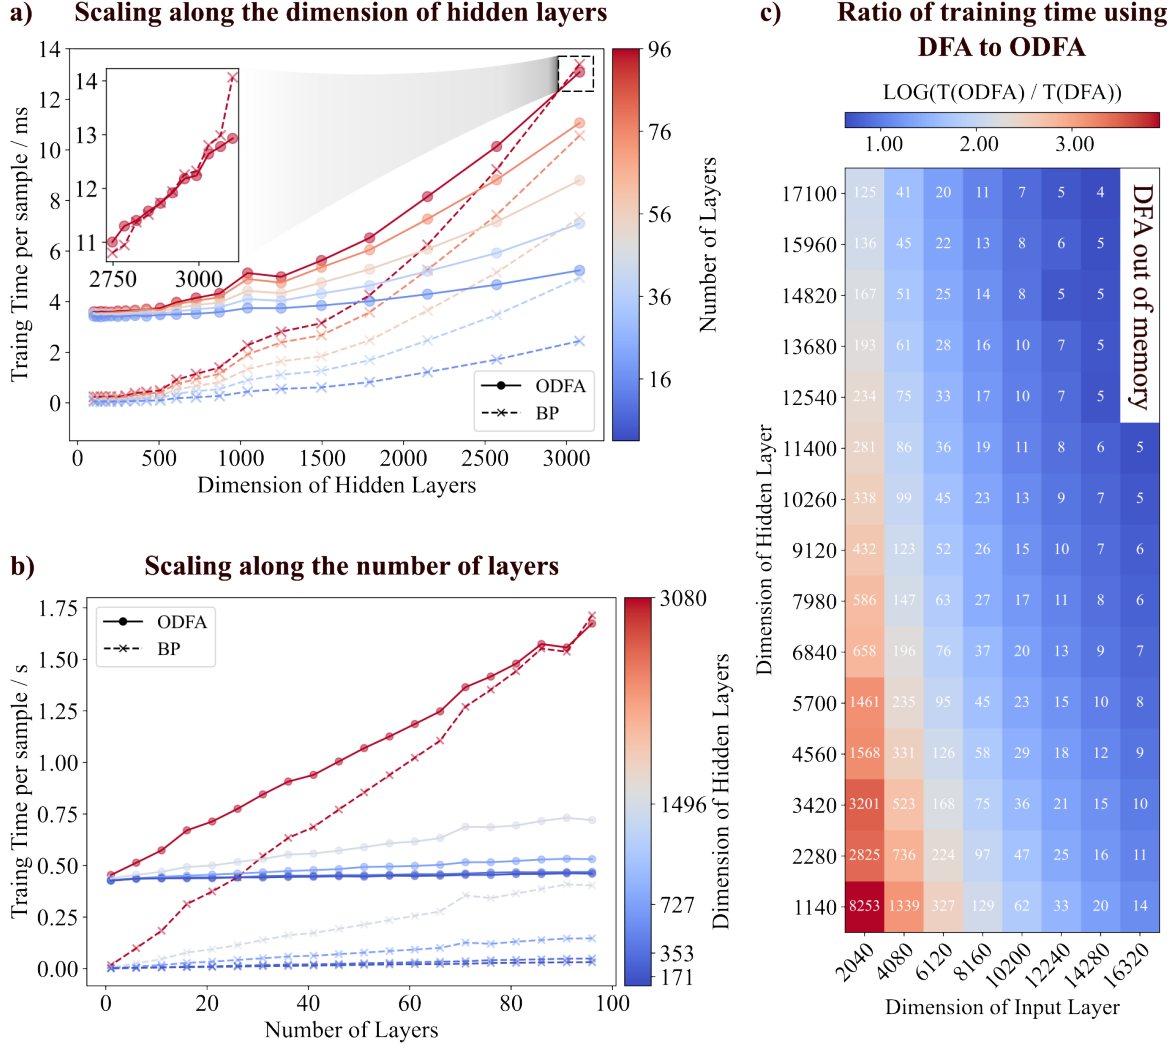 a)
Scaling along the dimension of hidden layers
14
12
10
8
6
4
2
0
Traing Time per sample / ms
14
13
12
11
2750
3000
ODFA
BP
0
500
1000
1500
2000
2500
3000
Dimension of Hidden Layers
96
76
56
36
16
Number of Layers
b)
Scaling along the number of layers
1.75
1.50
1.25
1.00
0.75
0.50
0.25
0.00
Traing Time per sample / s
ODFA
BP
0
20
40
60
80
100
Number of Layers
3080
1496
727
353
171
Dimension of Hidden Layers
c)
Ratio of training time using
DFA to ODFA
LOG(T(ODFA) / T(DFA))
1.00 2.00 3.00
Dimension of Hidden Layer
17100 125 41 20 11 7 5 4
15960 136 45 22 13 8 6 5
14820 167 51 25 14 8 5 5
13680 193 61 28 16 10 7 5
12540 234 75 33 17 10 7 5
DFA out of memory
11400 281 86 36 19 11 8 6 5
10260 338 99 45 23 13 9 7 5
9120 432 123 52 26 15 10 7 6
7980 586 147 63 27 17 11 8 6
6840 658 196 76 37 20 13 9 7
5700 1461 235 95 45 23 15 10 8
4560 1568 331 126 58 29 18 12 9
3420 3201 523 168 75 36 21 15 10
2280 2825 736 224 97 47 25 16 11
1140 8253 1339 327 129 62 33 20 14
2040 4080 6120 8160 10200 12240 14280 16320
Dimension of Input Layer